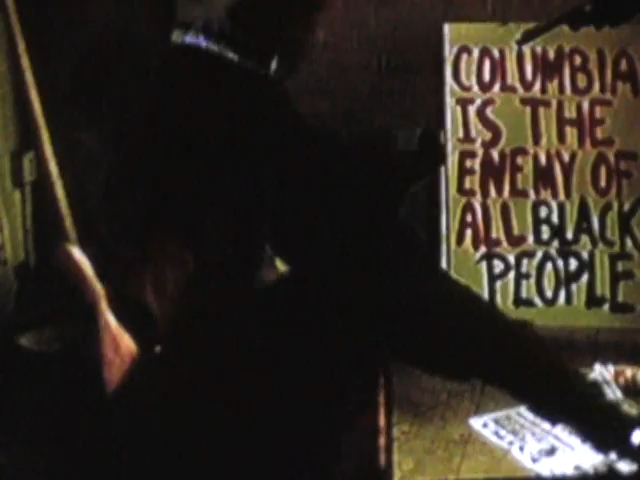 COLUMBIA
IS THE
ENEMY OF
ALL BLACK
PEOPLE